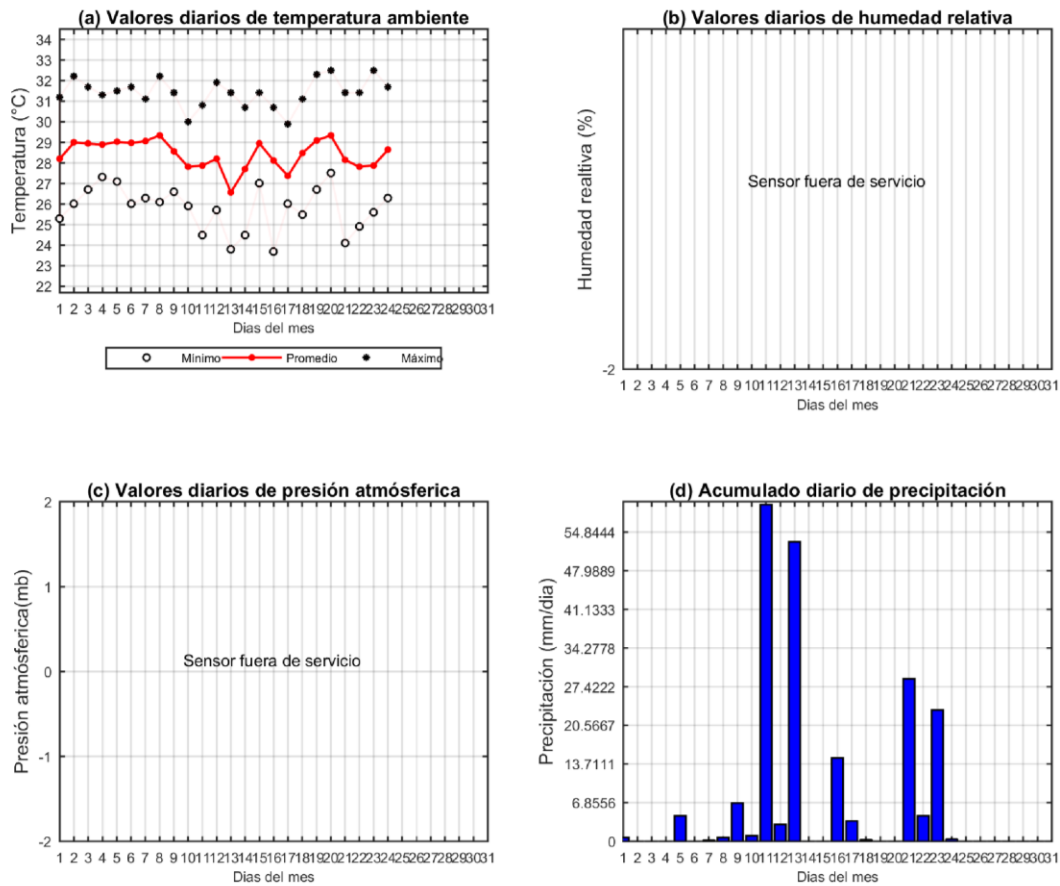 (a) Valores diarios de temperatura ambiente
34
33
32
31
30
29
28
27
26
25
24
23
22
Temperatura (°C)
1 2 3 4 5 6 7 8 9 10 11 12 13 14 15 16 17 18 19 20 21 22 23 24 25 26 27 28 29 30 31
Dias del mes
Minimo Promedio Máximo
(b) Valores diarios de humedad relativa
Humedad realtiva (%)
Sensor fuera de servicio
-2
1 2 3 4 5 6 7 8 9 10 11 12 13 14 15 16 17 18 19 20 21 22 23 24 25 26 27 28 29 30 31
Dias del mes
(c) Valores diarios de presión atmósferica
2
1
0
-1
-2
Presión atmósferica(mb)
Sensor fuera de servicio
1 2 3 4 5 6 7 8 9 10 11 12 13 14 15 16 17 18 19 20 21 22 23 24 25 26 27 28 29 30 31
Dias del mes
(d) Acumulado diario de precipitación
54.8444
47.9889
41.1333
34.2778
27.4222
20.5667
13.7111
6.8556
0
Precipitación (mm/dia)
1 2 3 4 5 6 7 8 9 10 11 12 13 14 15 16 17 18 19 20 21 22 23 24 25 26 27 28 29 30 31
Dias del mes